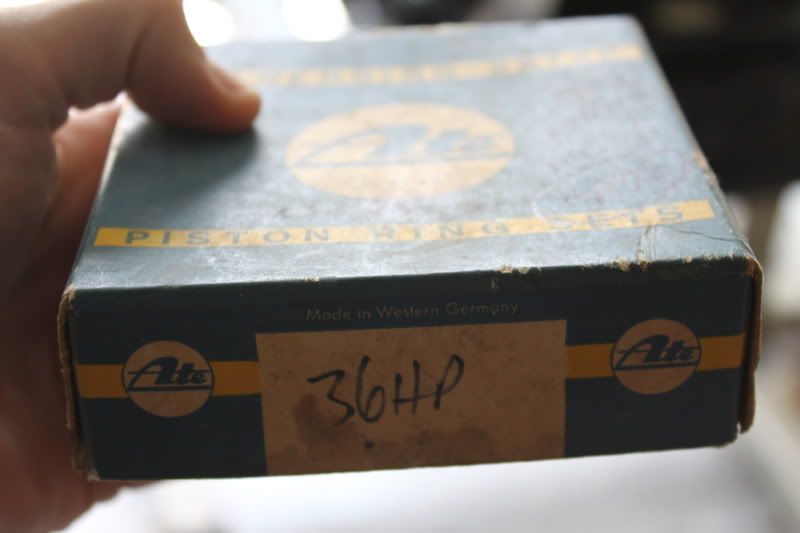 Ate
PISTON RING SETS
Made in Western Germany
Ate
36HP
Ate